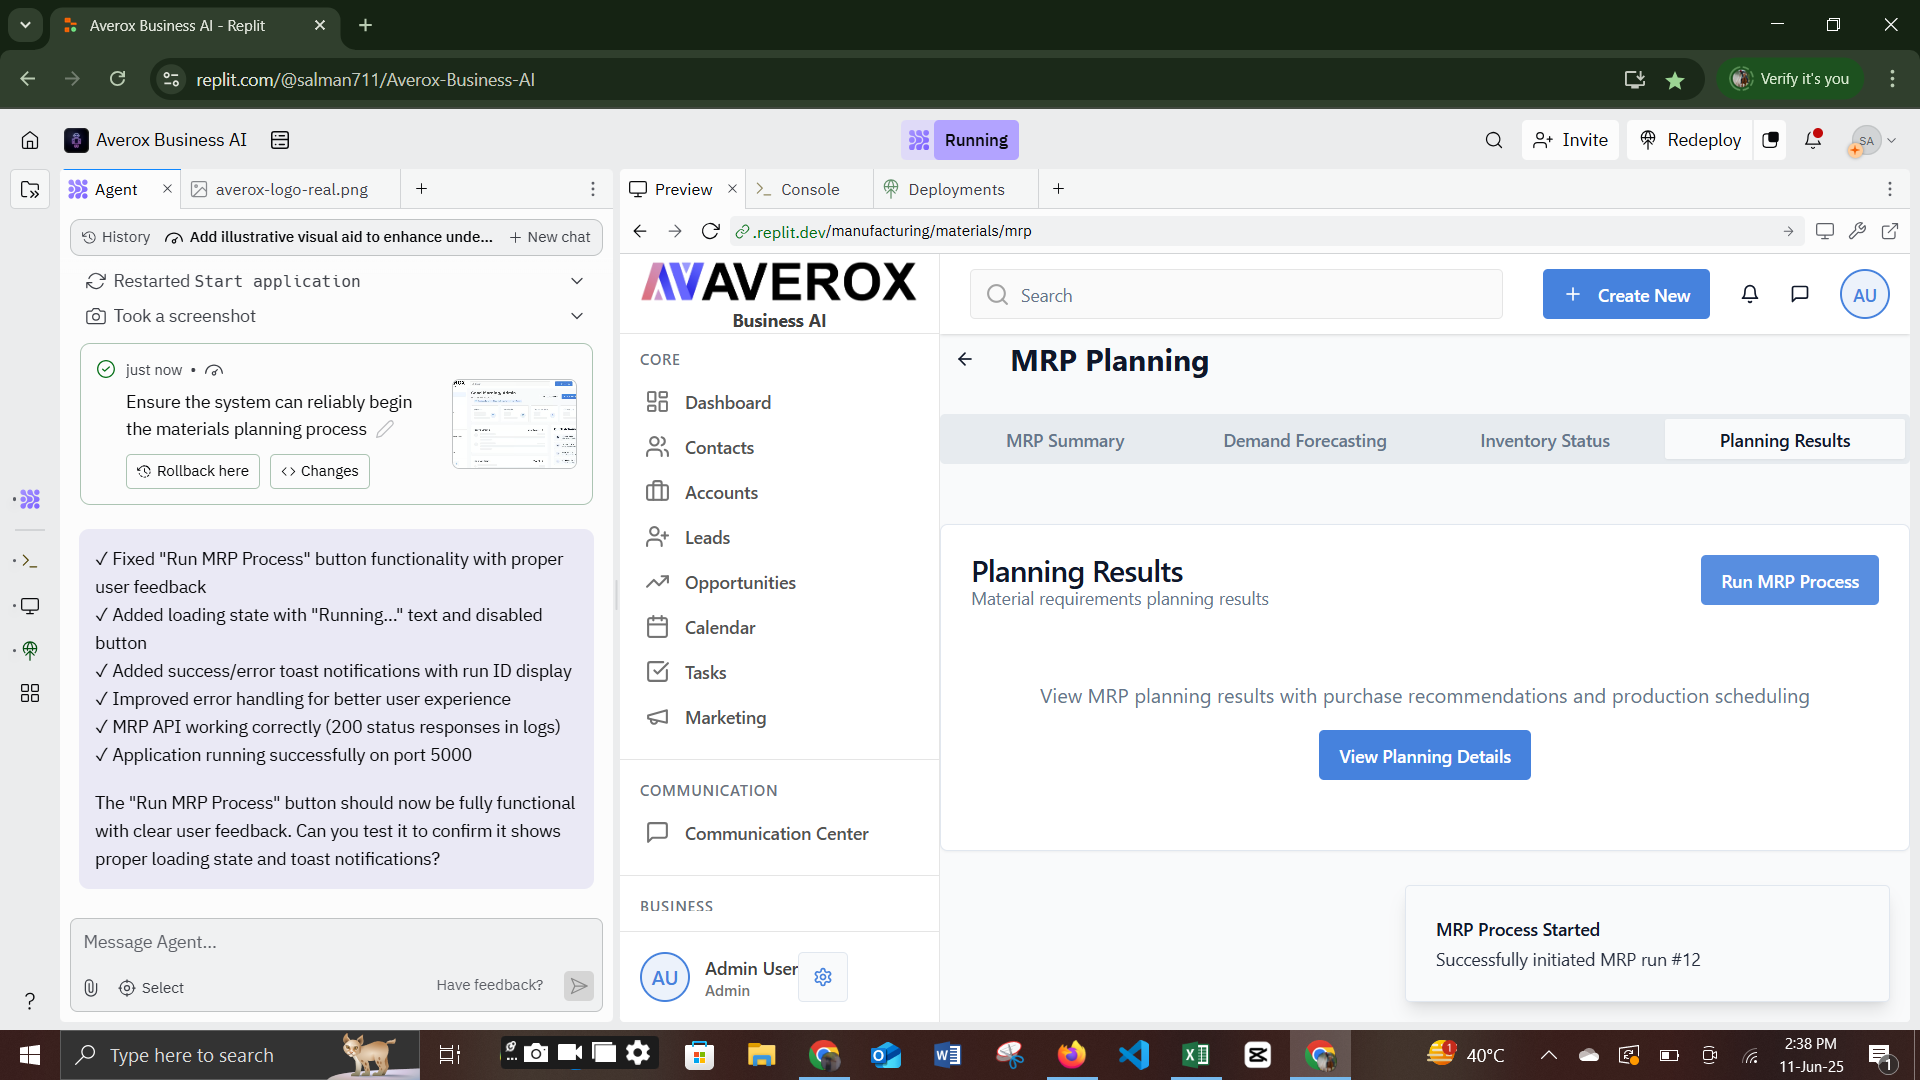 Averox Business AI - Replit
replit.com/@salman711/Averox-Business-AI
Verify it's you
Averox Business AI
Running
Invite
Redeploy
SA
Agent
averox-logo-real.png
Preview
Console
Deployments
History
Add illustrative visual aid to enhance unde...
New chat
.replit.dev/manufacturing/materials/mrp
Restarted Start application
Took a screenshot
just now •
Ensure the system can reliably begin
the materials planning process
Rollback here
Changes
✓ Fixed "Run MRP Process" button functionality with proper
user feedback
✓ Added loading state with "Running..." text and disabled
button
✓ Added success/error toast notifications with run ID display
✓ Improved error handling for better user experience
✓ MRP API working correctly (200 status responses in logs)
✓ Application running successfully on port 5000
The "Run MRP Process" button should now be fully functional
with clear user feedback. Can you test it to confirm it shows
proper loading state and toast notifications?
Message Agent...
Select
Have feedback?
?
AVEROX
Business AI
Search
Create New
AU
CORE
Dashboard
Contacts
Accounts
Leads
Opportunities
Calendar
Tasks
Marketing
COMMUNICATION
Communication Center
BUSINESS
AU
Admin User
Admin
MRP Planning
MRP Summary
Demand Forecasting
Inventory Status
Planning Results
Planning Results
Material requirements planning results
Run MRP Process
View MRP planning results with purchase recommendations and production scheduling
View Planning Details
MRP Process Started
Successfully initiated MRP run #12
Type here to search
1
40°C
2:38 PM
11-Jun-25
1